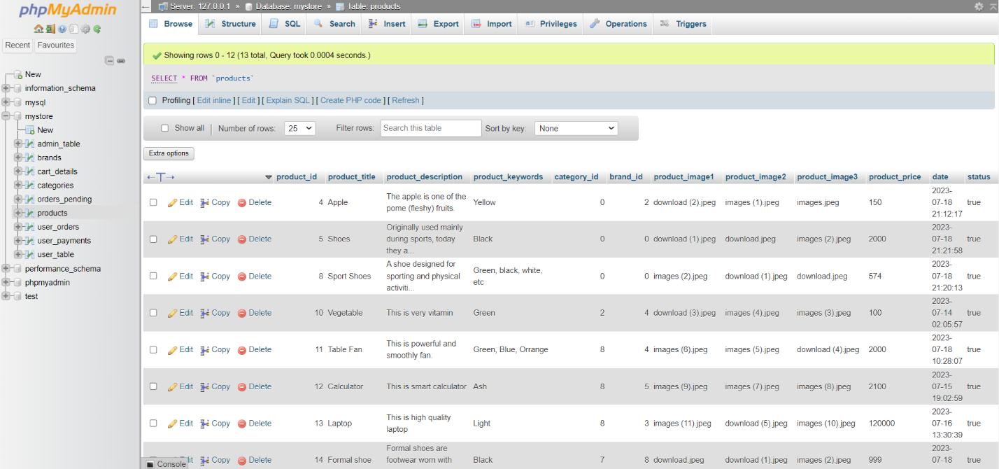 phpMyAdmin
Recent Favourites
New
information_schema
mysql
mystore
New
admin_table
brands
cart_details
categories
orders_pending
products
user_orders
user_payments
user_table
performance_schema
phpmyadmin
test
Server: 127.0.0.1 » Database: mystore » Table: products
Browse Structure SQL Search Insert Export Import Privileges Operations Triggers
Showing rows 0 - 12 (13 total, Query took 0.0004 seconds.)
SELECT * FROM `products`
Profiling [ Edit inline ] [ Edit ] [ Explain SQL ] [ Create PHP code ] [ Refresh ]
Show all | Number of rows: 25 Filter rows: Search this table Sort by key: None
Extra options
←T→ product_id product_title product_description product_keywords category_id brand_id product_image1 product_image2 product_image3 product_price date status
Edit Copy Delete 4 Apple The apple is one of the pome (fleshy) fruits. Yellow 0 2 download (2).jpeg images (1).jpeg images.jpeg 150 2023-07-18 21:12:17 true
Edit Copy Delete 5 Shoes Originally used mainly during sports, today they a... Black 0 0 download (1).jpeg download.jpeg images (2).jpeg 2000 2023-07-18 21:21:58 true
Edit Copy Delete 8 Sport Shoes A shoe designed for sporting and physical activiti... Green, black, white, etc 0 0 images (2).jpeg download (1).jpeg download.jpeg 574 2023-07-18 21:20:13 true
Edit Copy Delete 10 Vegetable This is very vitamin Green 2 4 download (3).jpeg images (4).jpeg images (3).jpeg 100 2023-07-14 02:05:57 true
Edit Copy Delete 11 Table Fan This is powerful and smoothly fan. Green, Blue, Orrange 8 4 images (6).jpeg images (5).jpeg download (4).jpeg 2000 2023-07-18 10:28:07 true
Edit Copy Delete 12 Calculator This is smart calculator Ash 8 5 images (9).jpeg images (7).jpeg images (8).jpeg 2100 2023-07-15 19:02:59 true
Edit Copy Delete 13 Laptop This is high quality laptop Light 8 3 images (11).jpeg download (5).jpeg images (10).jpeg 120000 2023-07-16 13:30:39 true
Copy Delete 14 Formal shoe Formal shoes are footwear worn with Black 7 8 download.jpeg download (1).jpeg images (2).jpeg 999 2023-07-18 true
Console